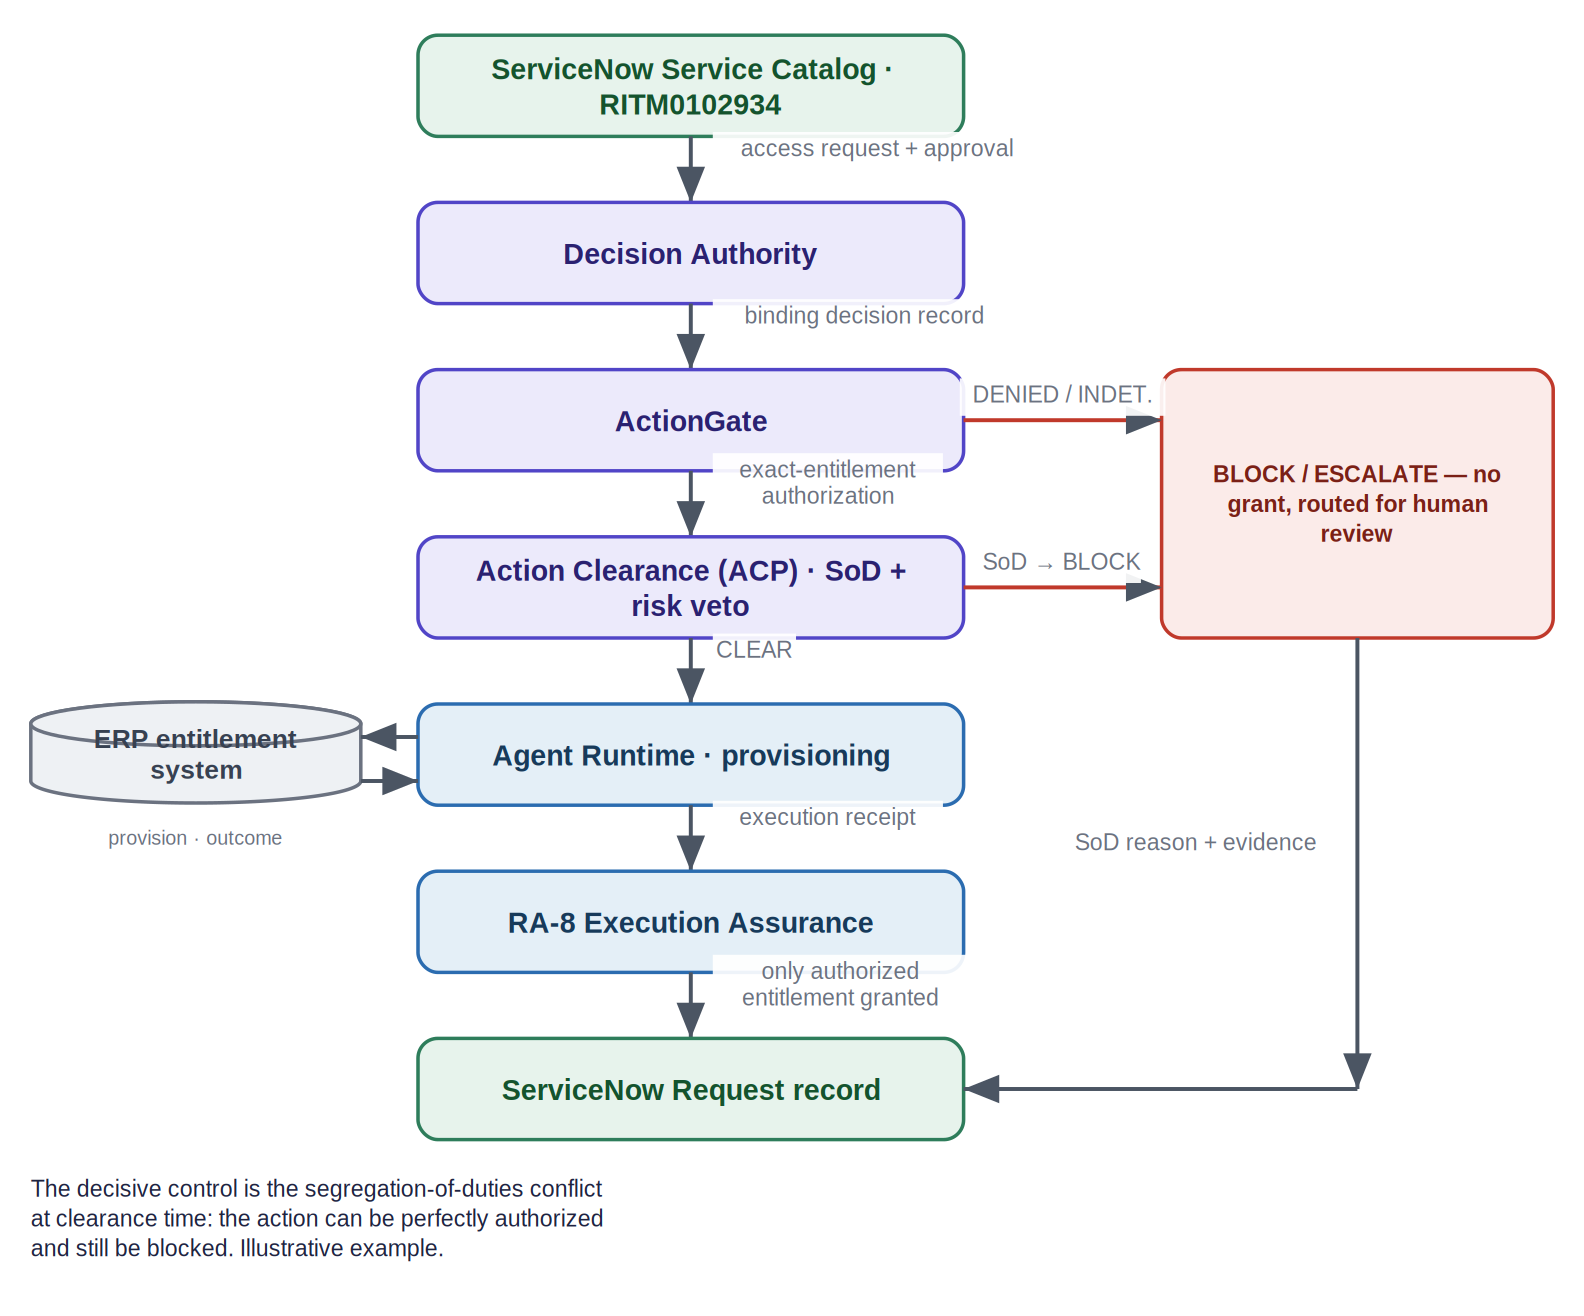 ServiceNow Service Catalog ·
RITM0102934
access request + approval
Decision Authority
binding decision record
ActionGate
DENIED / INDET.
exact-entitlement
authorization
BLOCK / ESCALATE — no
grant, routed for human
review
Action Clearance (ACP) · SoD +
risk veto
SoD → BLOCK
CLEAR
ERP entitlement
system
Agent Runtime · provisioning
provision · outcome
execution receipt
SoD reason + evidence
RA-8 Execution Assurance
only authorized
entitlement granted
ServiceNow Request record
The decisive control is the segregation-of-duties conflict
at clearance time: the action can be perfectly authorized
and still be blocked. Illustrative example.